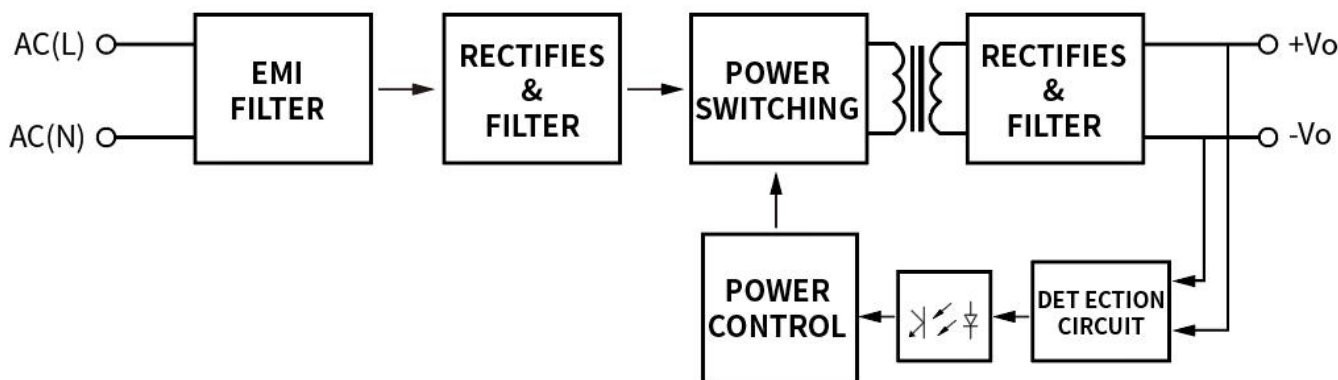 AC(L)
AC(N)
EMI
FILTER
RECTIFIES
&
FILTER
POWER
SWITCHING
RECTIFIES
&
FILTER
+Vo
-Vo
POWER
CONTROL
DET ECTION
CIRCUIT